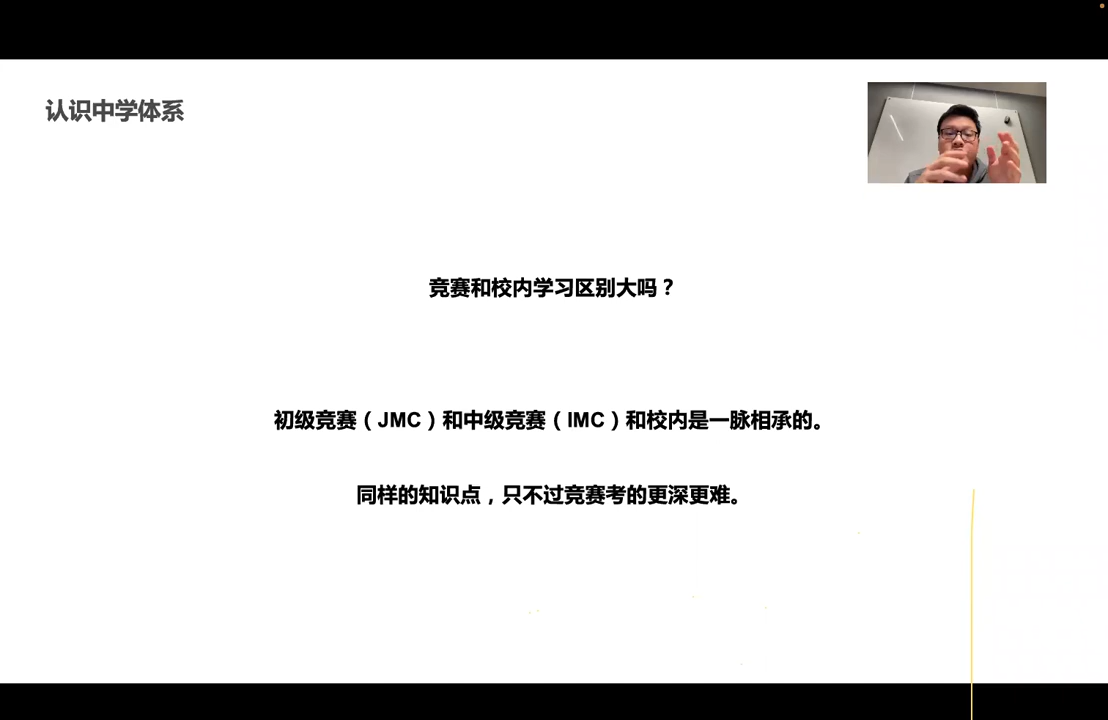 认识中学体系
竞赛和校内学习区别大吗？
初级竞赛（JMC）和中级竞赛（IMC）和校内是一脉相承的。
同样的知识点，只不过竞赛考的更深更难。